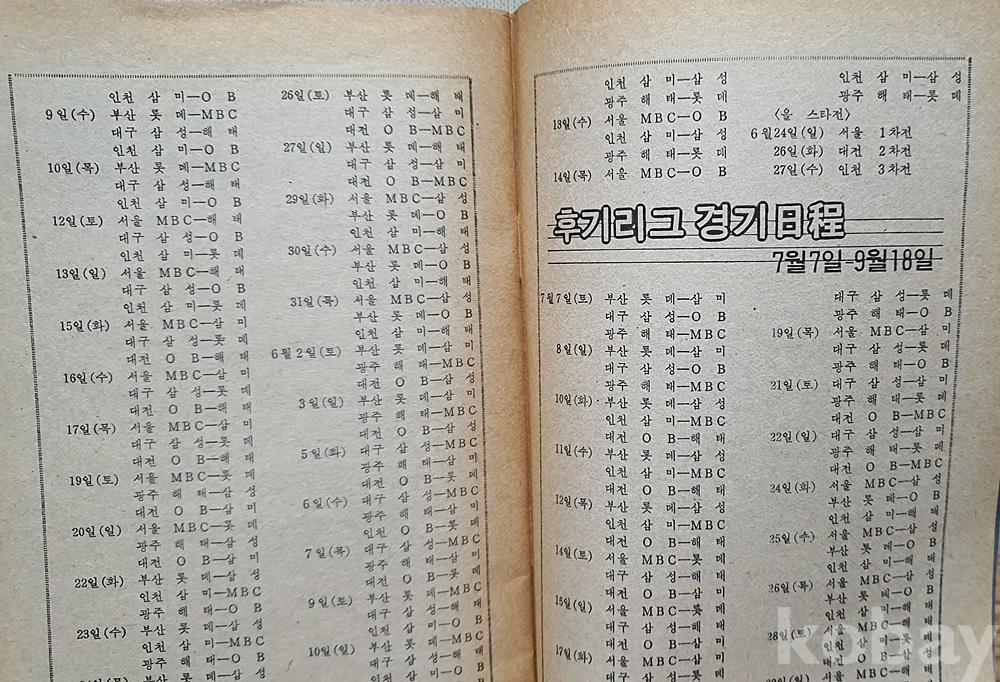 인천 삼 미—O B
9일(수) 부산 롯 데—MBC
대구 삼 성—해 태
인천 삼 미—O B
10일(목) 부산 롯 데—MBC
대구 삼 성—해 태
인천 삼 미—O B
12일(토) 서울 MBC—해 태
대구 삼 성—O B
인천 삼 미—롯 데
13일(일) 서울 MBC—해 태
대구 삼 성—O B
인천 삼 미—롯 데
15일(화) 서울 MBC—삼 미
대구 삼 성—롯 데
대전 O B—해 태
16일(수) 서울 MBC—삼 미
대구 삼 성—롯 데
대전 O B—해 태
17일(목) 서울 MBC—삼 미
대구 삼 성—롯 데
대전 O B—해 태
19일(토) 서울 MBC—롯 데
광주 해 태—삼 성
대전 O B—삼 미
20일(일) 서울 MBC—롯 데
광주 해 태—삼 성
대전 O B—삼 미
22일(화) 부산 롯 데—삼 성
인천 삼 미—MBC
광주 해 태—O B
23일(수) 부산 롯 데—삼 성
인천 삼 미—MBC
광주 해 태—O B
부산 롯 데—삼 성
26일(토) 부산 롯 데—해 태
대구 삼 성—삼 미
대전 O B—MBC
27일(일) 부산 롯 데—해 태
대구 삼 성—삼 미
대전 O B—MBC
29일(화) 서울 MBC—삼 성
부산 롯 데—O B
인천 삼 미—해 태
30일(수) 서울 MBC—삼 성
부산 롯 데—O B
인천 삼 미—해 태
31일(목) 서울 MBC—삼 성
부산 롯 데—O B
인천 삼 미—해 태
6월 2일(토) 부산 롯 데—삼 미
광주 해 태—MBC
대전 O B—삼 성
3일(일) 부산 롯 데—삼 미
광주 해 태—MBC
대전 O B—삼 성
5일(화) 대구 삼 성—MBC
광주 해 태—삼 미
대전 O B—롯 데
6일(수) 대구 삼 성—MBC
광주 해 태—삼 미
인천 O B—롯 데
7일(목) 대구 삼 성—MBC
광주 해 태—삼 미
대전 O B—롯 데
9일(토) 부산 롯 데—MBC
대구 삼 성—해 태
인천 삼 미—O B
10일(일) 부산 롯 데—MBC
대구 삼 성—해 태
인천 삼 미—O B
인천 삼 미—삼 성
광주 해 태—롯 데
13일(수) 서울 MBC—O B
인천 삼 미—삼 성
광주 해 태—롯 데
14일(목) 서울 MBC—O B
인천 삼 미—삼 성
광주 해 태—롯 데
〈올 스타전〉
6월24일(일) 서울 1차전
26일(화) 대전 2차전
27일(수) 인천 3차전
후기리그 경기日程
7월7일-9월18일
7월7일(토) 부산 롯 데—삼 미
대구 삼 성—O B
광주 해 태—MBC
8일(일) 부산 롯 데—삼 미
대구 삼 성—O B
광주 해 태—MBC
10일(화) 부산 롯 데—삼 성
인천 삼 미—MBC
대전 O B—해 태
11일(수) 부산 롯 데—삼 성
인천 삼 미—MBC
대전 O B—해 태
12일(목) 부산 롯 데—삼 성
인천 삼 미—MBC
대전 O B—해 태
14일(토) 서울 MBC—롯 데
대구 삼 성—해 태
인천 삼 미—O B
15일(일) 서울 MBC—롯 데
대구 삼 성—해 태
인천 삼 미—O B
17일(화) 서울 MBC—삼 미
대구 삼 성—롯 데
광주 해 태—O B
19일(목) 서울 MBC—삼 미
대구 삼 성—롯 데
광주 해 태—O B
21일(토) 대구 삼 성—삼 미
광주 해 태—롯 데
대전 O B—MBC
22일(일) 대구 삼 성—삼 미
광주 해 태—롯 데
대전 O B—MBC
24일(화) 서울 MBC—삼 성
부산 롯 데—O B
인천 삼 미—해 태
25일(수) 서울 MBC—삼 성
부산 롯 데—O B
인천 삼 미—해 태
26일(목) 서울 MBC—삼 성
부산 롯 데—O B
인천 삼 미—해 태
28일(토) 서울 MBC